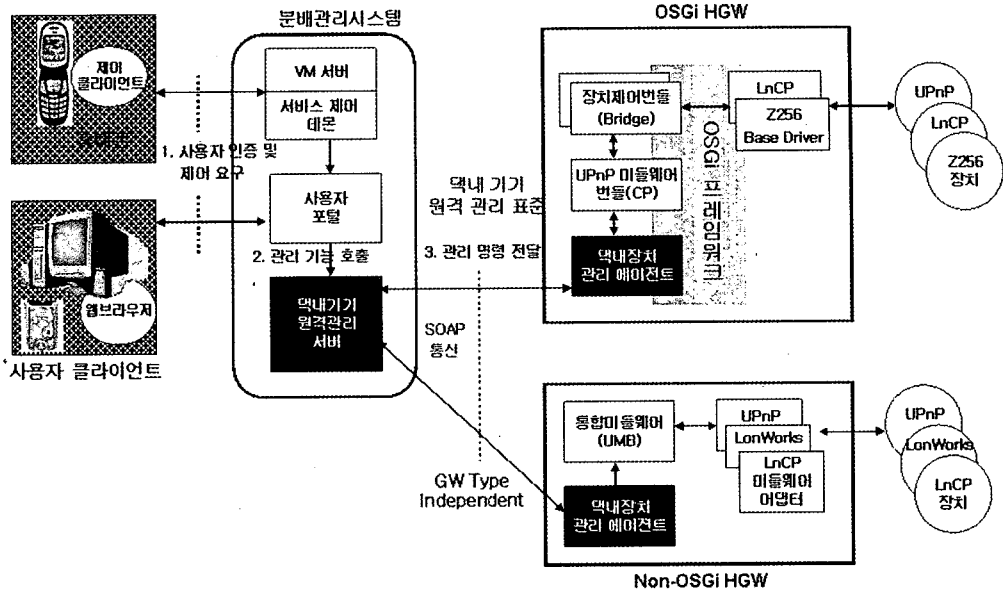 분배관리시스템
OSGi HGW
제어
클라이언트
1. 사용자 인증 및
제어 요구
VM 서버
서비스 제어
데몬
사용자
포털
2. 관리 기능 호출
댁내기기
원격관리
서버
웹브라우저
사용자 클라이언트
댁내 기기
원격 관리 표준
3. 관리 명령 전달
SOAP
통신
GW Type
Independent
장치제어번들
(Bridge)
UPnP 미들웨어
번들(CP)
댁내장치
관리 에이전트
OSGi 프레임워크
LnCP
Z256
Base Driver
UPnP
LnCP
Z256
장치
통합미들웨어
(UMB)
댁내장치
관리 에이전트
UPnP
LonWorks
LnCP
미들웨어
어댑터
UPnP
LonWorks
LnCP
장치
Non-OSGi HGW